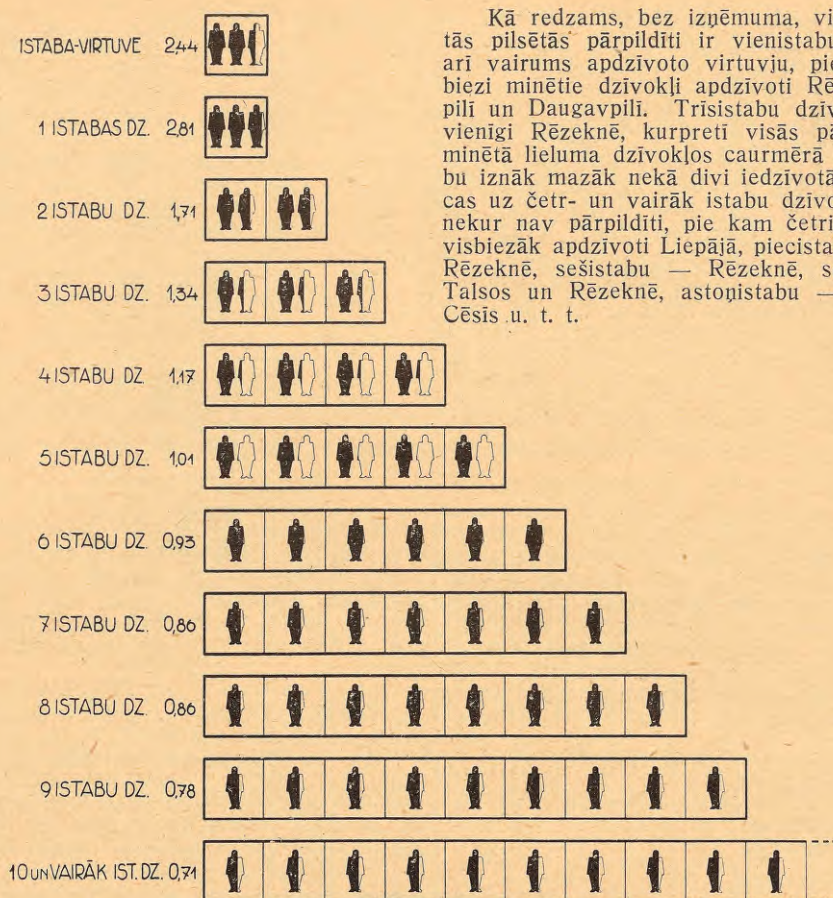 Kā redzams, bez izņēmuma,
tās pilsētās pārpildīti ir
arī vairums apdzīvoto virtuvju,
biezi minētie dzīvokļi apdzīvoti
pilī un Daugavpilī. Trīsistabu
vienīgi Rēzeknē, kurpretī visās
minētā lieluma dzīvokļos caurmērā
bu iznāk mazāk nekā divi
cas uz četr- un vairāk istabu
nekur nav pārpildīti, pie kam
visbiezāk apdzīvoti Liepājā,
Rēzeknē, sešistabu — Rēzeknē,
Talsos un Rēzeknē, astoņistabu —
Cēsīs u. t. t.
ISTABA-VIRTUVE 2,44
1 ISTABAS DZ. 2,81
2 ISTABU DZ. 1,71
3 ISTABU DZ. 1,34
4 ISTABU DZ. 1,17
5 ISTABU DZ. 1,01
6 ISTABU DZ. 0,93
7 ISTABU DZ. 0,86
8 ISTABU DZ. 0,86
9 ISTABU DZ. 0,78
10 UN VAIRĀK IST. DZ. 0,71